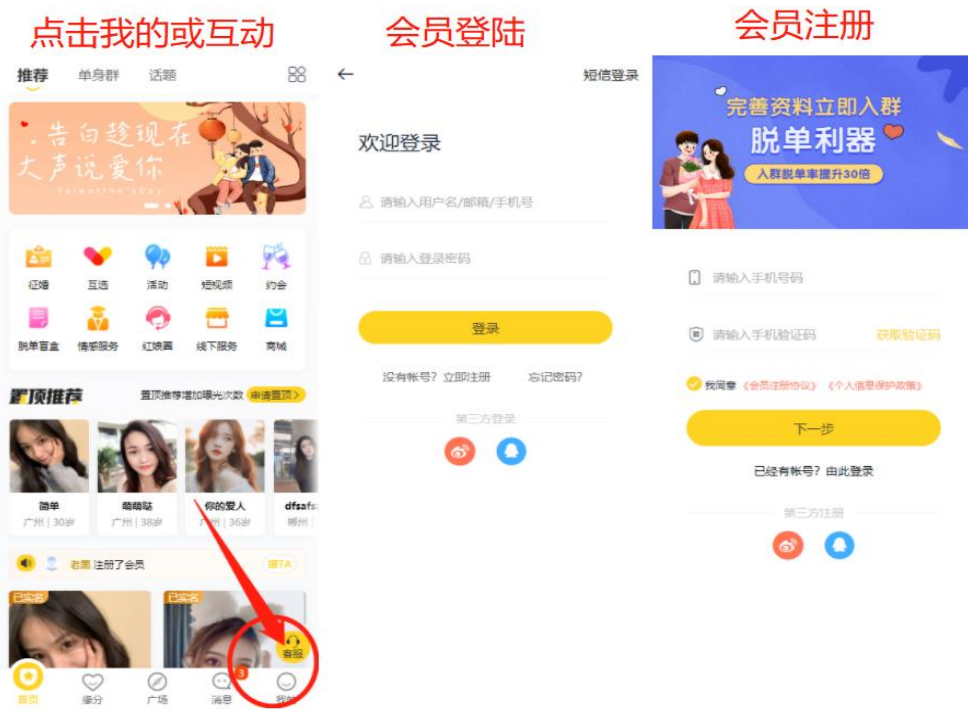 点击我的或互动
推荐 单身群 话题
.告白趁现在
大声说爱你
Valentine'sDay
征婚 互选 活动 短视频 约会
脱单盲盒 情感服务 红娘圈 线下服务 商城
置顶推荐 置顶推荐增加曝光次数 申请置顶>
简单 萌萌哒 你的爱人 dfsafs
广州 | 30岁 广州 | 38岁 广州 | 36岁 郴州 |
老黑 注册了会员
已实名 已实名
客服
3
首页 缘分 广场 消息 我的
会员登陆
短信登录
欢迎登录
请输入用户名/邮箱/手机号
请输入登录密码
登录
没有帐号? 立即注册 忘记密码?
第三方登录
会员注册
完善资料立即入群
脱单利器
入群脱单率提升30倍
请输入手机号码
请输入手机验证码 获取验证码
我同意 《会员注册协议》 《个人信息保护政策》
下一步
已经有帐号? 由此登录
第三方注册